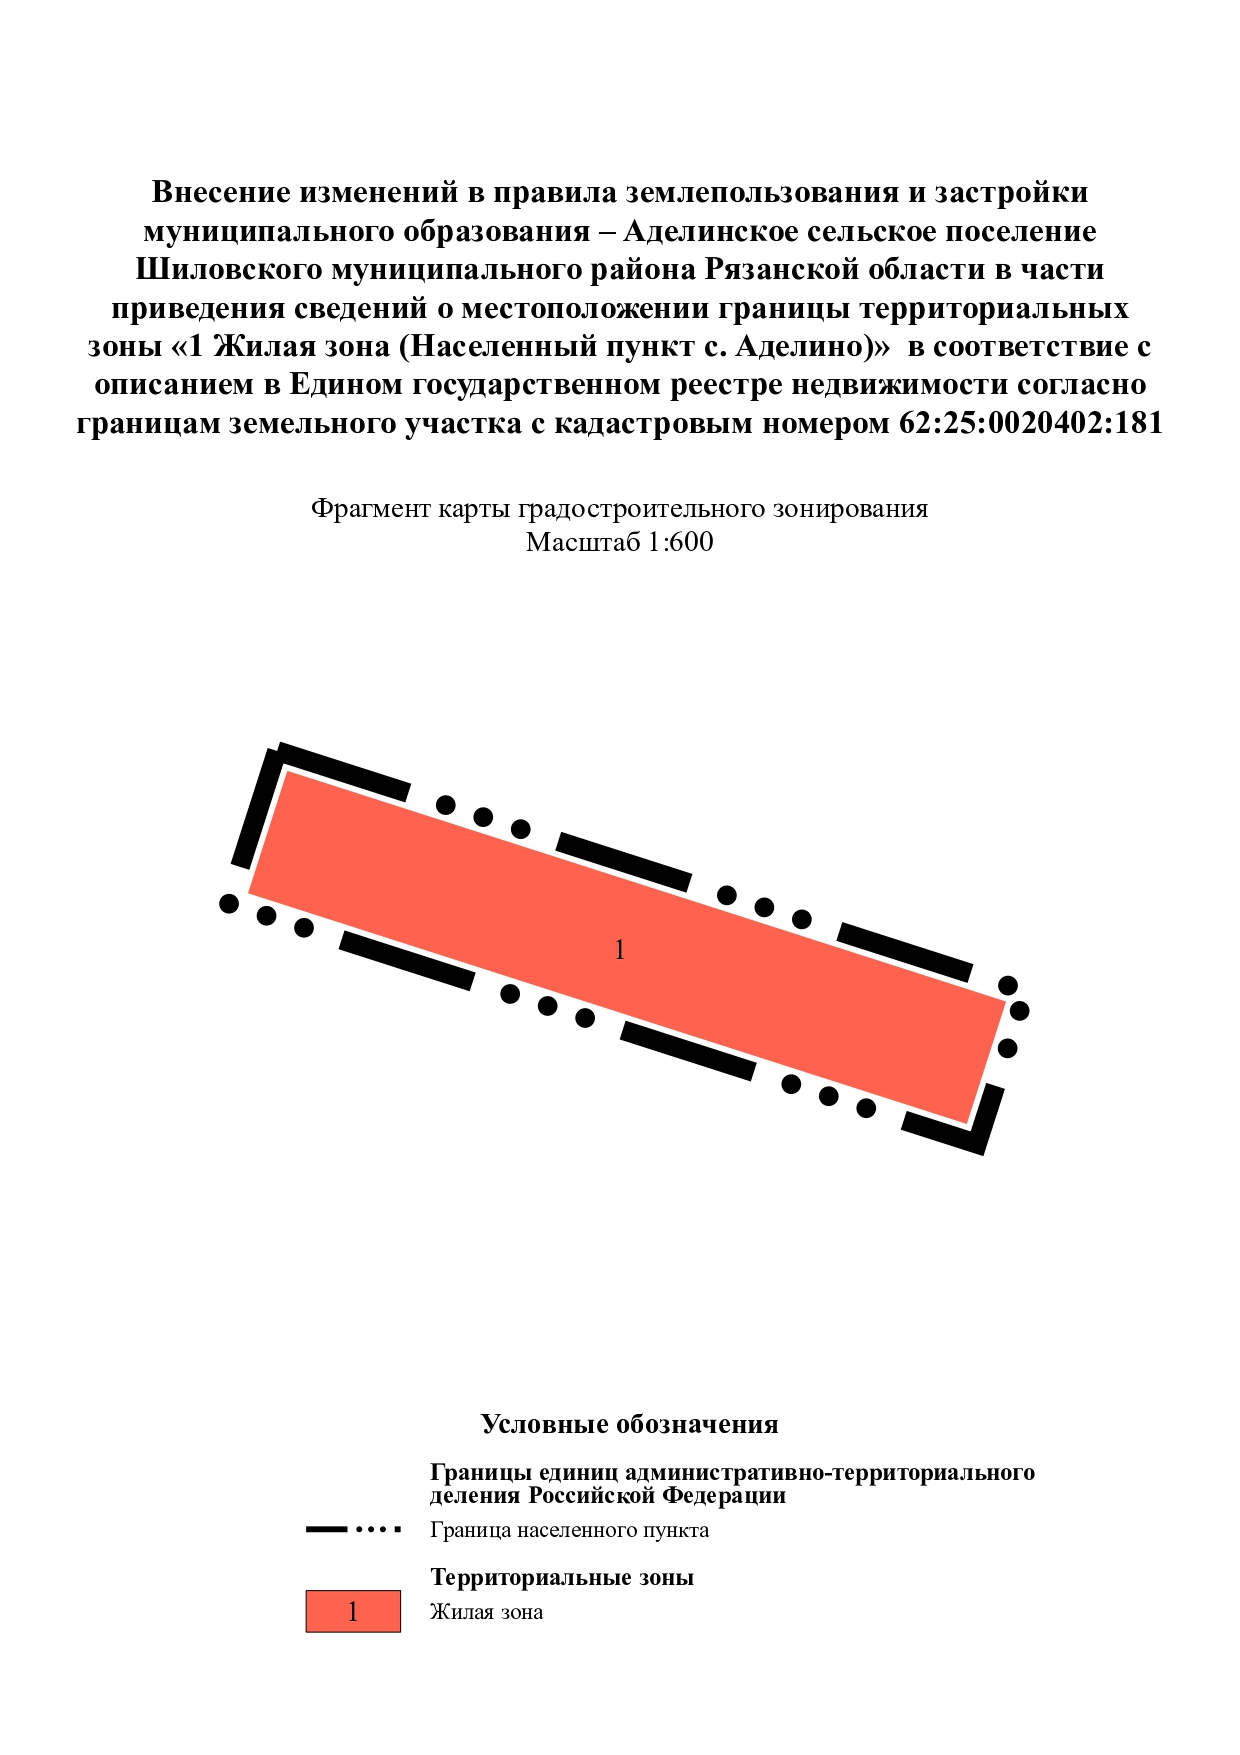 Внесение изменений в правила землепользования и застройки
муниципального образования – Аделинское сельское поселение
Шиловского муниципального района Рязанской области в части
приведения сведений о местоположении границы территориальных
зоны «1 Жилая зона (Населенный пункт с. Аделино)» в соответствие с
описанием в Едином государственном реестре недвижимости согласно
границам земельного участка с кадастровым номером 62:25:0020402:181
Фрагмент карты градостроительного зонирования
Масштаб 1:600
1
Условные обозначения
Границы единиц административно-территориального
деления Российской Федерации
Граница населенного пункта
Территориальные зоны
1 Жилая зона